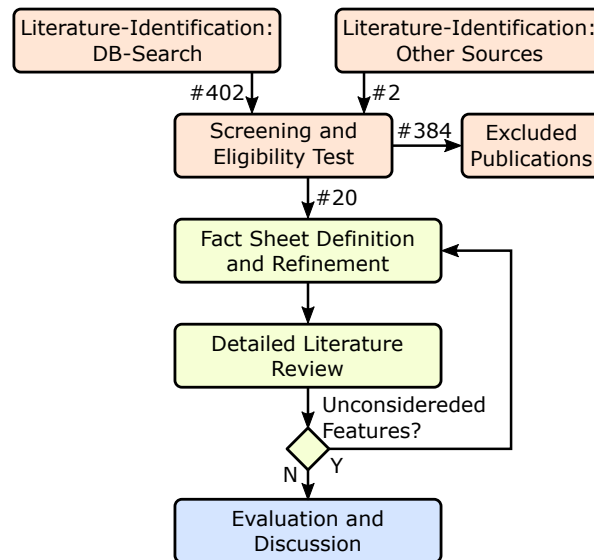 Literature-Identification:
DB-Search
Literature-Identification:
Other Sources
#402
#2
Screening and
Eligibility Test
#384
Excluded
Publications
#20
Fact Sheet Definition
and Refinement
Detailed Literature
Review
Unconsidereded
Features?
N
Y
Evaluation and
Discussion